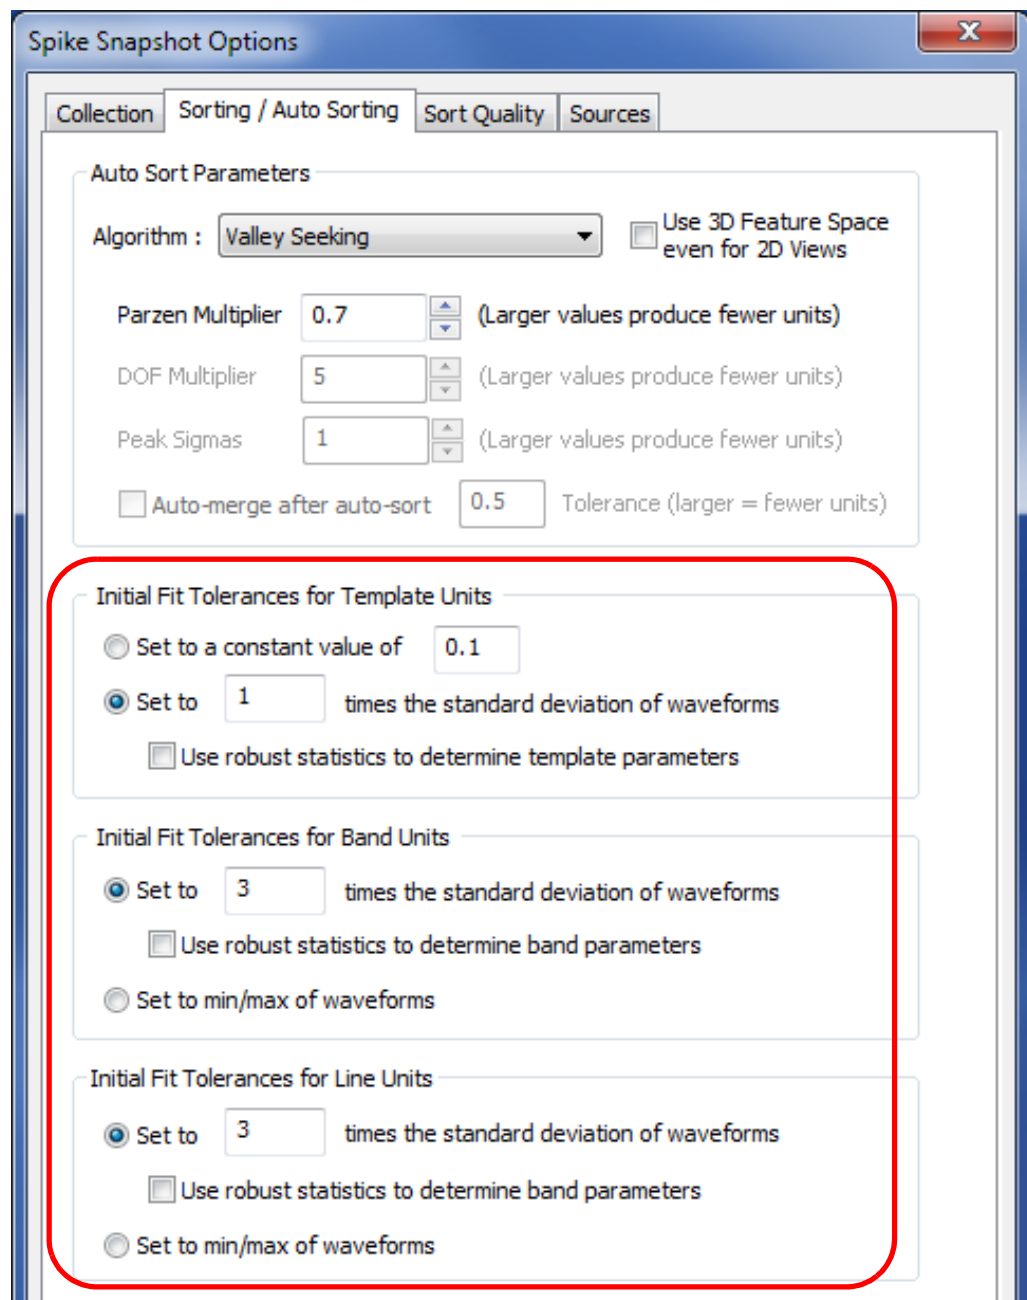 Spike Snapshot Options
X
Collection Sorting / Auto Sorting Sort Quality Sources
Auto Sort Parameters
Algorithm : Valley Seeking Use 3D Feature Space
even for 2D Views
Parzen Multiplier 0.7 (Larger values produce fewer units)
DOF Multiplier 5 (Larger values produce fewer units)
Peak Sigmas 1 (Larger values produce fewer units)
Auto-merge after auto-sort 0.5 Tolerance (larger = fewer units)
Initial Fit Tolerances for Template Units
Set to a constant value of 0.1
Set to 1 times the standard deviation of waveforms
Use robust statistics to determine template parameters
Initial Fit Tolerances for Band Units
Set to 3 times the standard deviation of waveforms
Use robust statistics to determine band parameters
Set to min/max of waveforms
Initial Fit Tolerances for Line Units
Set to 3 times the standard deviation of waveforms
Use robust statistics to determine band parameters
Set to min/max of waveforms